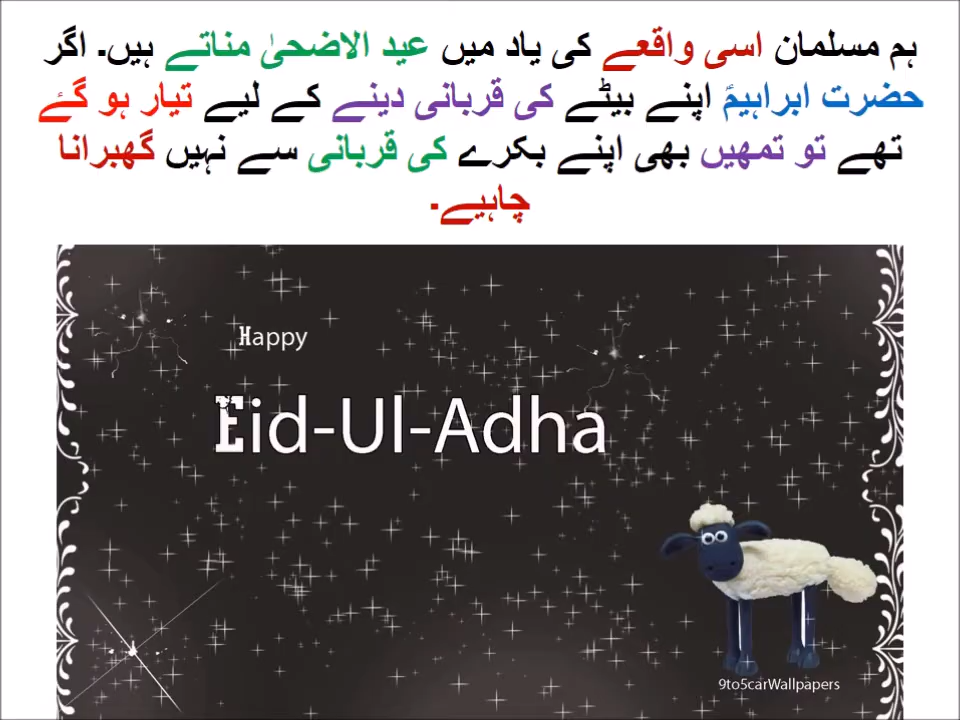 ہم مسلمان اسی واقعے کی یاد میں عید الاضحیٰ مناتے ہیں۔ اگر
حضرت ابراہیمؑ اپنے بیٹے کی قربانی دینے کے لیے تیار ہو گئے
تھے تو تمھیں بھی اپنے بکرے کی قربانی سے نہیں گھبرانا
چاہیے۔
Happy
Eid-Ul-Adha
9to5carWallpapers